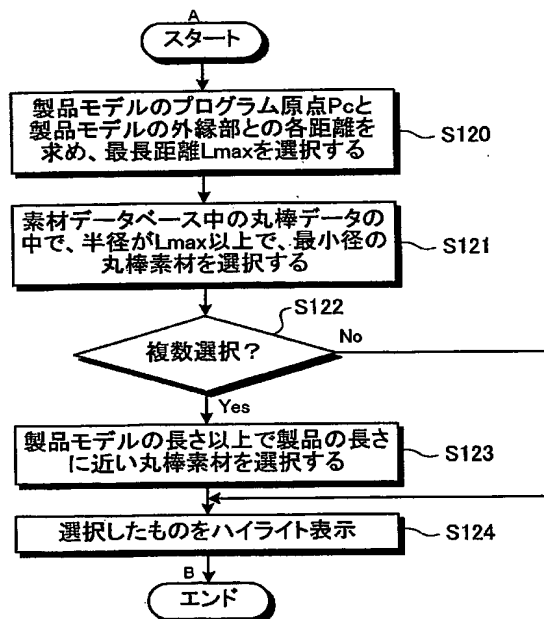 A
スタート
製品モデルのプログラム原点Pcと
製品モデルの外縁部との各距離を
求め、最長距離Lmaxを選択する
S120
素材データベース中の丸棒データの
中で、半径がLmax以上で、最小径の
丸棒素材を選択する
S121
S122
複数選択？
No
Yes
製品モデルの長さ以上で製品の長さ
に近い丸棒素材を選択する
S123
選択したものをハイライト表示
S124
B
エンド